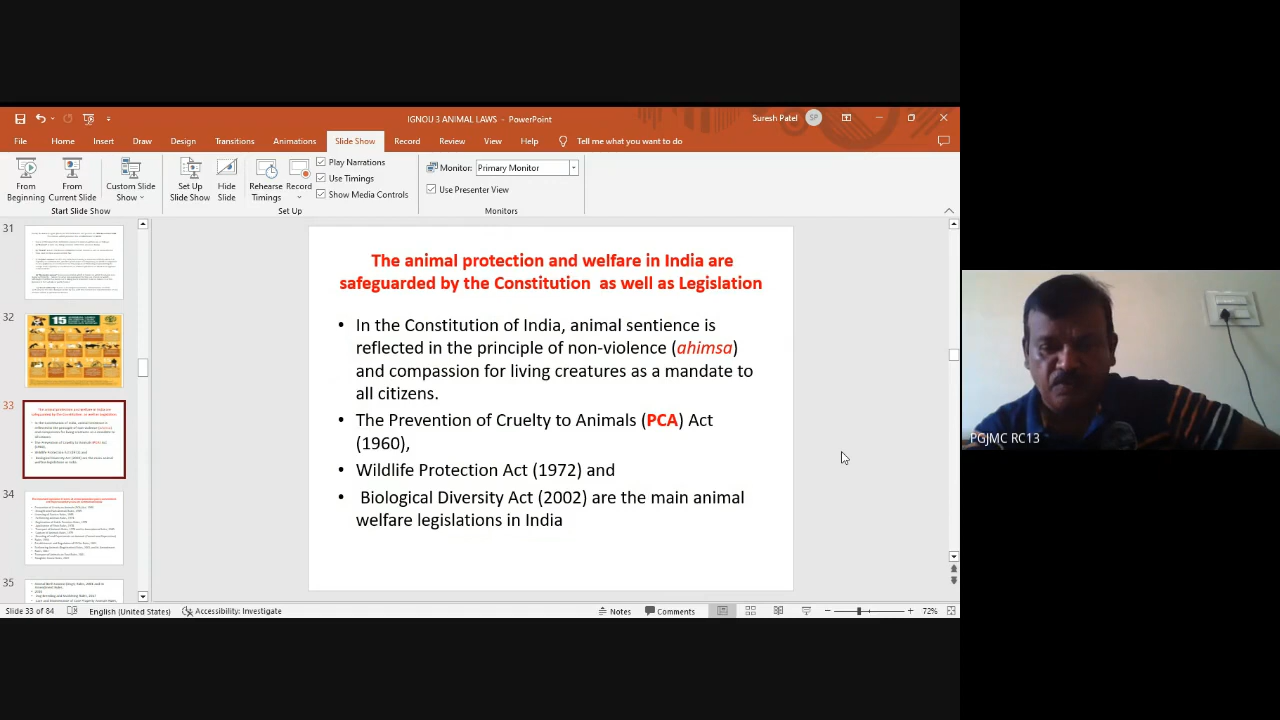 IGNOU 3 ANIMAL LAWS - PowerPoint
Suresh Patel
SP
File Home Insert Draw Design Transitions Animations Slide Show Record Review View Help Tell me what you want to do
From Beginning
From Current Slide
Custom Slide Show
Start Slide Show
Set Up Slide Show
Hide Slide
Rehearse Timings
Record
Play Narrations
Use Timings
Show Media Controls
Set Up
Monitor: Primary Monitor
Use Presenter View
Monitors
31
32
15
33
34
35
The animal protection and welfare in India are
safeguarded by the Constitution as well as Legislation
• In the Constitution of India, animal sentience is
reflected in the principle of non-violence (ahimsa)
and compassion for living creatures as a mandate to
all citizens.
• The Prevention of Cruelty to Animals (PCA) Act
(1960),
• Wildlife Protection Act (1972) and
• Biological Diversity Act (2002) are the main animal
welfare legislations in India
PGJMC RC13
Slide 33 of 84 English (United States) Accessibility: Investigate Notes Comments 72%